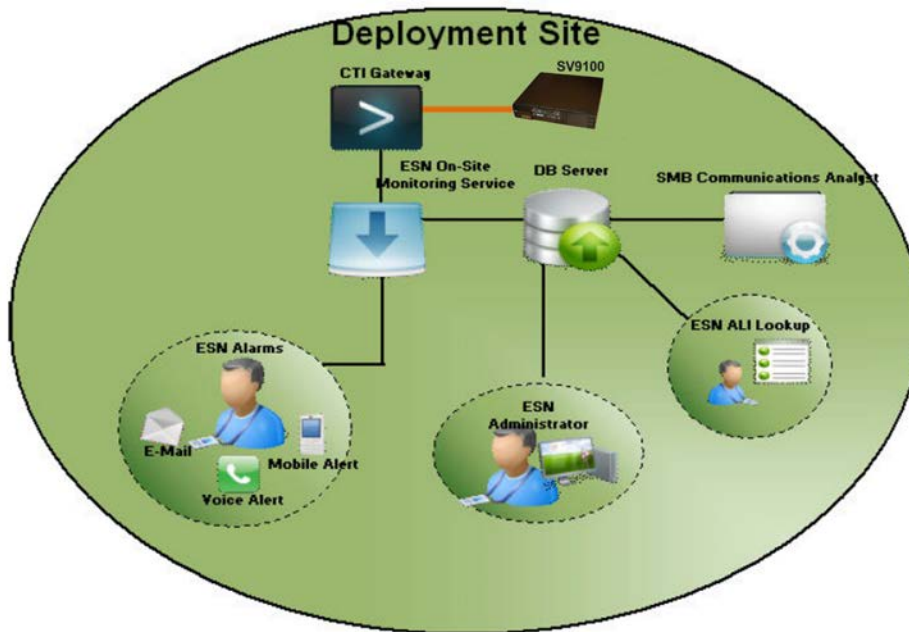 Deployment Site
CTI Gateway
SV9100
ESN On-Site
Monitoring Service
DB Server
SMB Communications Analyst
ESN ALI Lookup
ESN Alarms
E-Mail
Mobile Alert
Voice Alert
ESN
Administrator